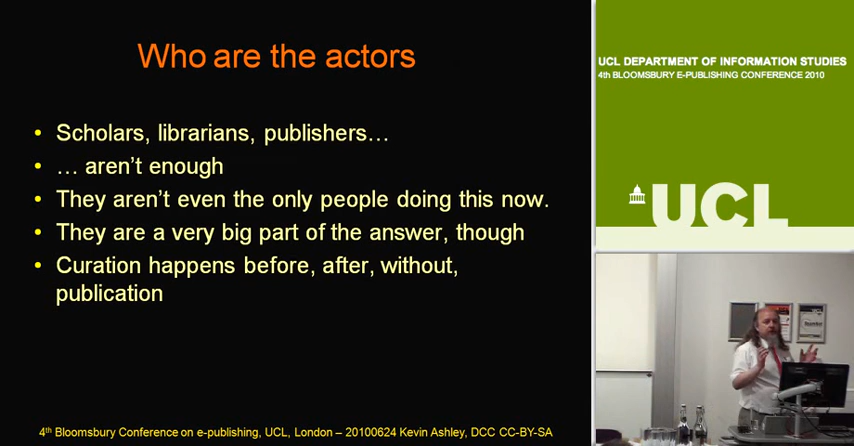 Who are the actors
• Scholars, librarians, publishers…
• … aren’t enough
• They aren’t even the only people doing this now.
• They are a very big part of the answer, though
• Curation happens before, after, without,
publication
4th Bloomsbury Conference on e-publishing, UCL, London – 20100624 Kevin Ashley, DCC CC-BY-SA
UCL DEPARTMENT OF INFORMATION STUDIES
4th BLOOMSBURY E-PUBLISHING CONFERENCE 2010
UCL